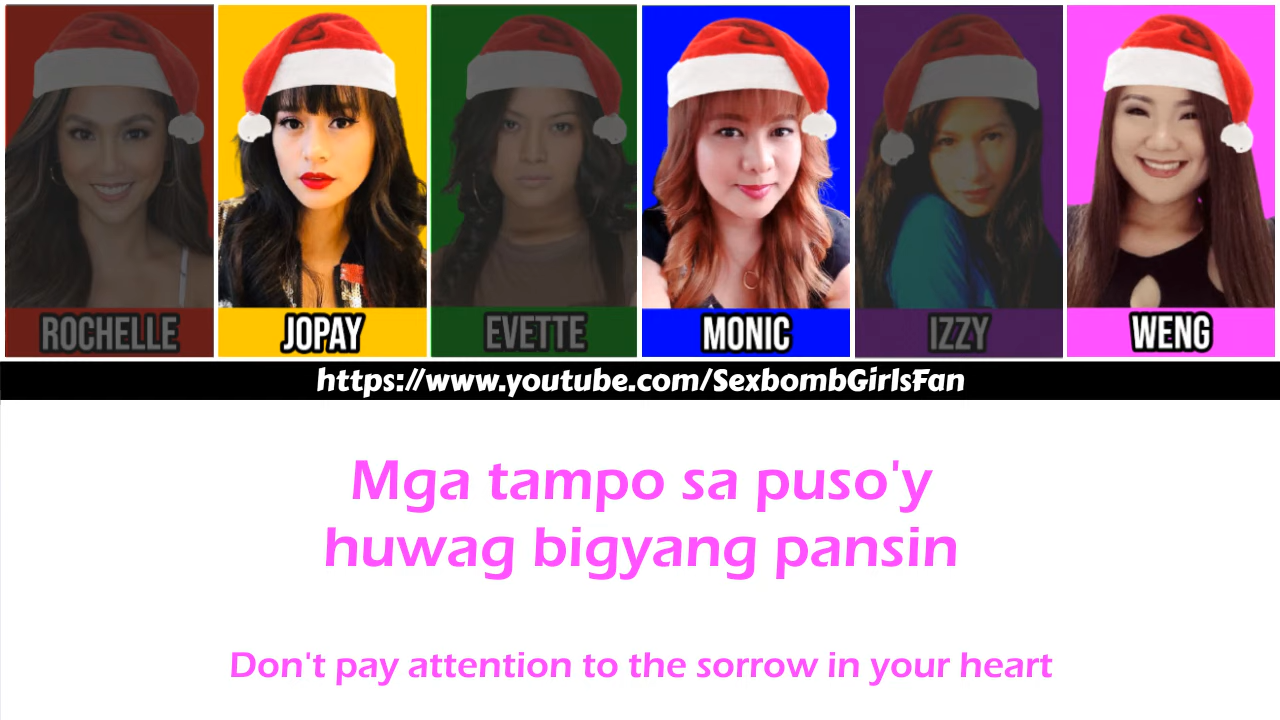 ROCHELLE JOPAY EVETTE MONIC IZZY WENG
https://www.youtube.com/SexbombGirlsFan
Mga tampo sa puso'y
huwag bigyang pansin
Don't pay attention to the sorrow in your heart